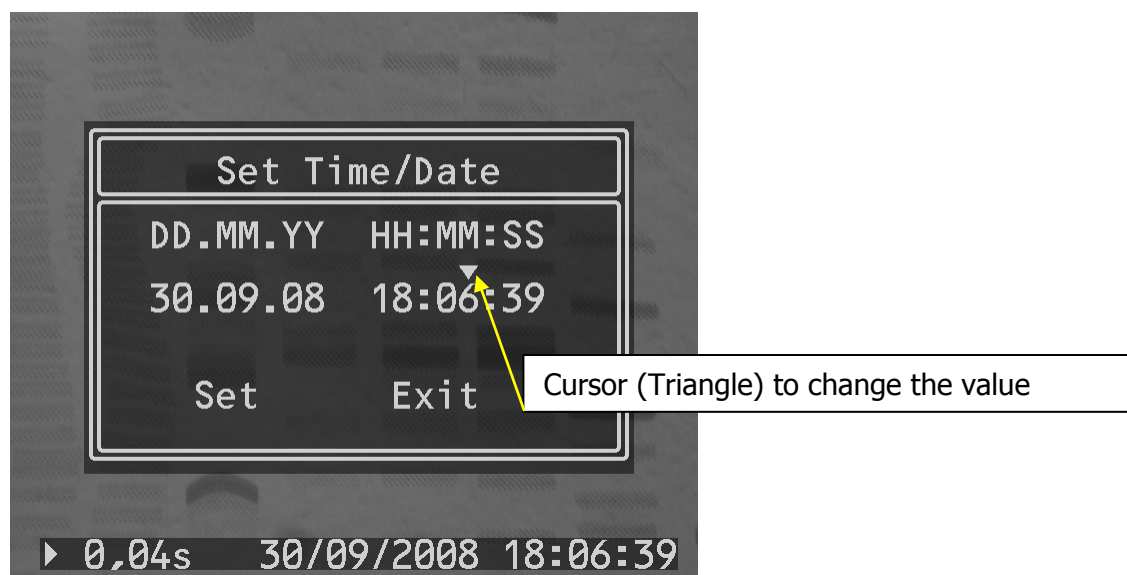 Set Time/Date
DD.MM.YY HH:MM:SS
30.09.08 18:06:39
Set Exit
Cursor (Triangle) to change the value
0,04s 30/09/2008 18:06:39